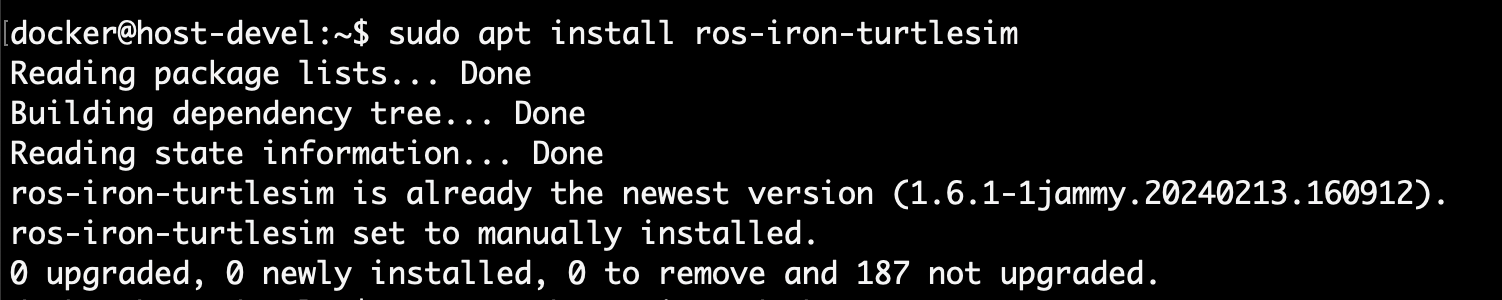 [docker@host-devel:~$ sudo apt install ros-iron-turtlesim
Reading package lists... Done
Building dependency tree... Done
Reading state information... Done
ros-iron-turtlesim is already the newest version (1.6.1-1jammy.20240213.160912).
ros-iron-turtlesim set to manually installed.
0 upgraded, 0 newly installed, 0 to remove and 187 not upgraded.